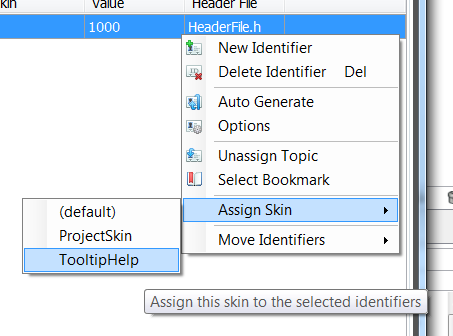 Skin Value Header File
1000 HeaderFile.h
New Identifier
Delete Identifier Del
Auto Generate
Options
Unassign Topic
Select Bookmark
Assign Skin
Move Identifiers
(default)
ProjectSkin
TooltipHelp
Assign this skin to the selected identifiers